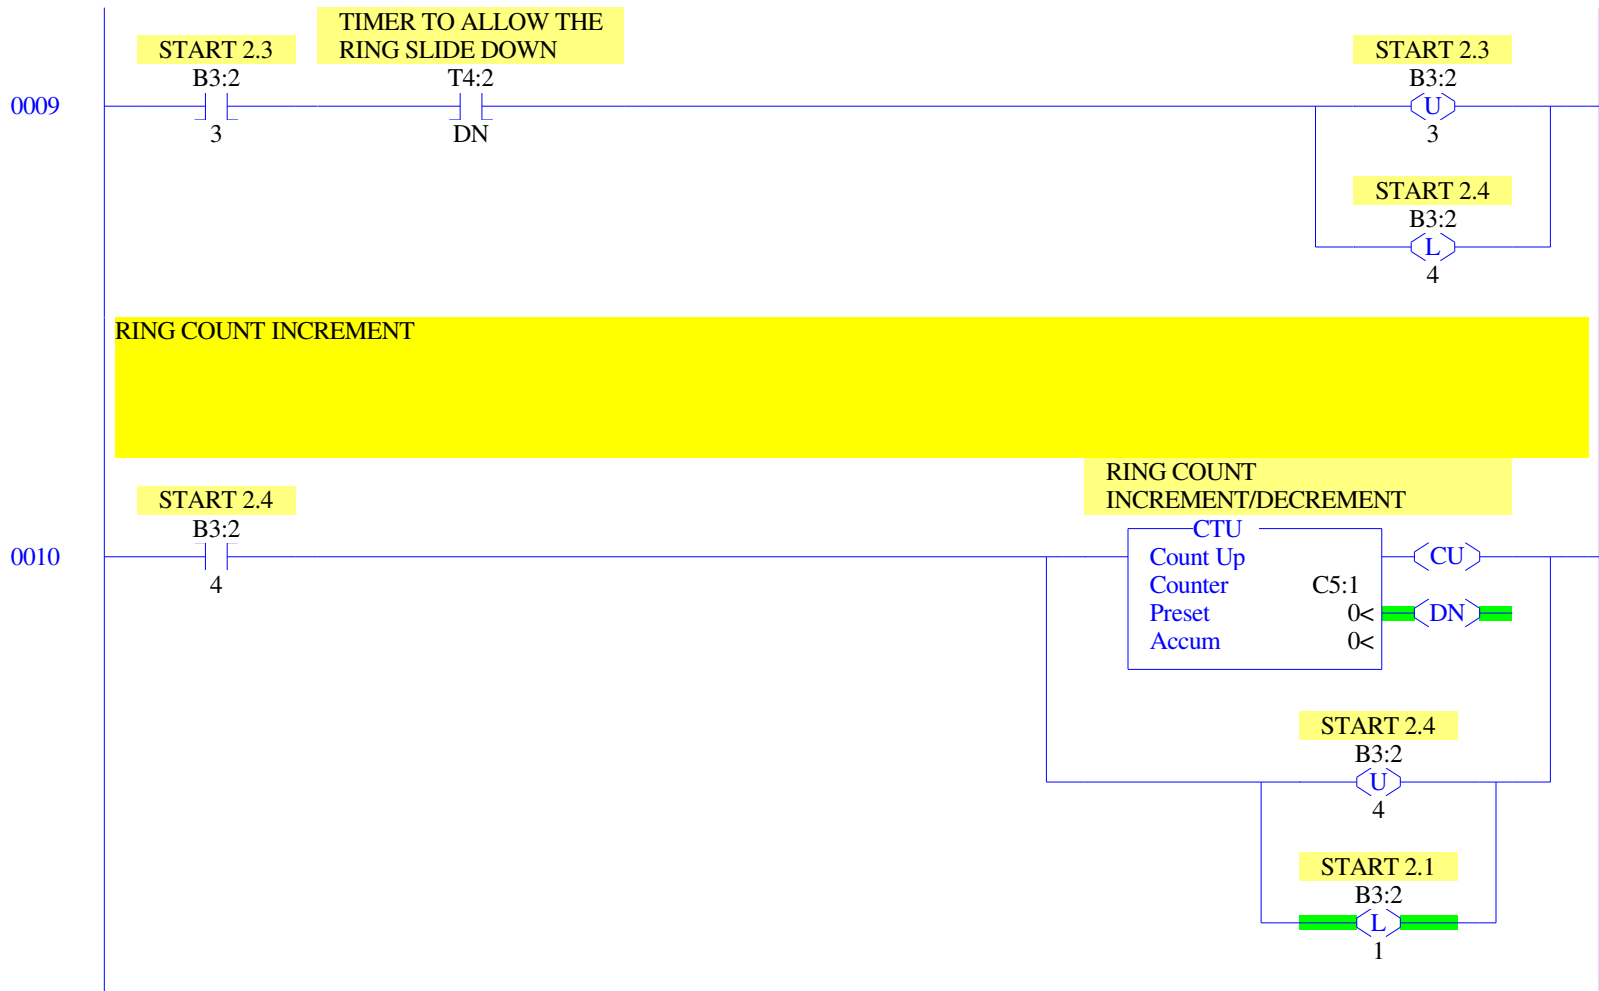 TIMER TO ALLOW THE
START 2.3 RING SLIDE DOWN START 2.3
B3:2 T4:2 B3:2
0009 U
3 DN 3
START 2.4
B3:2
L
4
RING COUNT INCREMENT
RING COUNT
START 2.4 INCREMENT/DECREMENT
B3:2 CTU
0010 Count Up CU
4 Counter C5:1
Preset 0< DN
Accum 0<
START 2.4
B3:2
U
4
START 2.1
B3:2
L
1